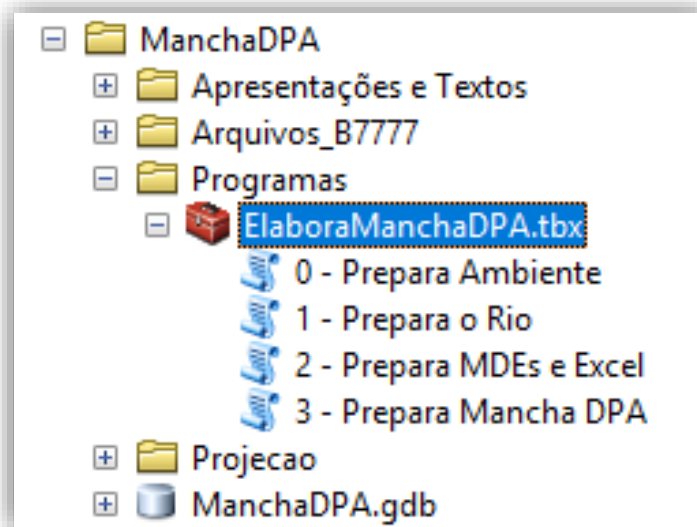 ManchaDPA
Apresentações e Textos
Arquivos_B7777
Programas
ElaboraManchaDPA.tbx
0 - Prepara Ambiente
1 - Prepara o Rio
2 - Prepara MDEs e Excel
3 - Prepara Mancha DPA
Projecao
ManchaDPA.gdb